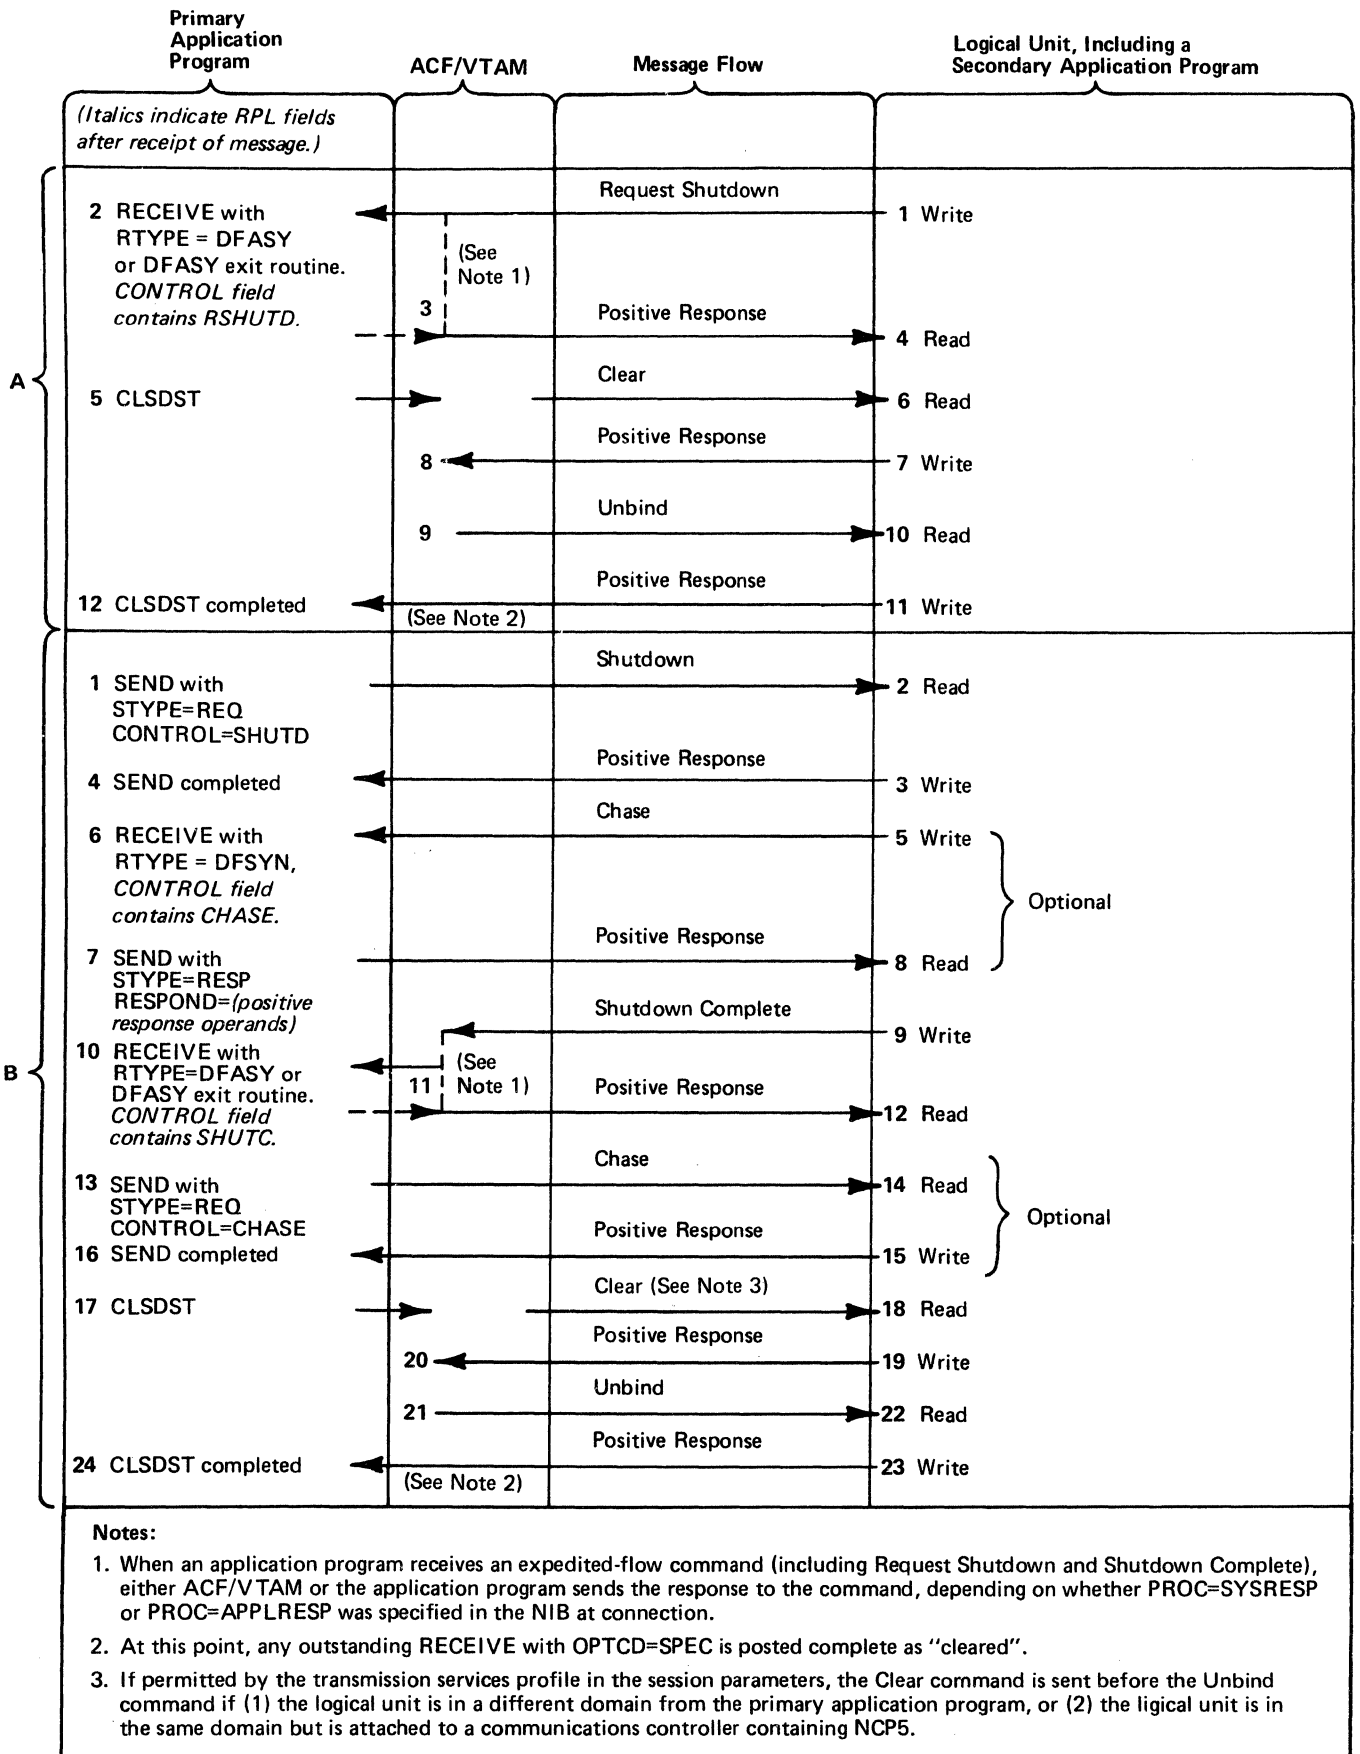 Primary
Application
Program
ACF/VTAM
Message Flow
Logical Unit, Including a
Secondary Application Program
(Italics indicate RPL fields
after receipt of message.)
A
Request Shutdown
2 RECEIVE with
RTYPE = DFASY
or DFASY exit routine.
CONTROL field
contains RSHUTD.
1 Write
(See
Note 1)
3
Positive Response
4 Read
Clear
5 CLSDST
6 Read
Positive Response
8
7 Write
Unbind
9
10 Read
Positive Response
12 CLSDST completed
(See Note 2)
11 Write
B
Shutdown
1 SEND with
STYPE=REQ
CONTROL=SHUTD
2 Read
Positive Response
4 SEND completed
3 Write
Chase
6 RECEIVE with
RTYPE = DFSYN,
CONTROL field
contains CHASE.
5 Write
Optional
Positive Response
7 SEND with
STYPE=RESP
RESPOND=(positive
response operands)
8 Read
Shutdown Complete
9 Write
10 RECEIVE with
RTYPE=DFASY or
DFASY exit routine.
CONTROL field
contains SHUTC.
(See
Note 1)
11
Positive Response
12 Read
Chase
13 SEND with
STYPE=REQ
CONTROL=CHASE
14 Read
Optional
Positive Response
16 SEND completed
15 Write
Clear (See Note 3)
17 CLSDST
18 Read
Positive Response
20
19 Write
Unbind
21
22 Read
Positive Response
24 CLSDST completed
(See Note 2)
23 Write
Notes:
1. When an application program receives an expedited-flow command (including Request Shutdown and Shutdown Complete),
either ACF/VTAM or the application program sends the response to the command, depending on whether PROC=SYSRESP
or PROC=APPLRESP was specified in the NIB at connection.
2. At this point, any outstanding RECEIVE with OPTCD=SPEC is posted complete as "cleared".
3. If permitted by the transmission services profile in the session parameters, the Clear command is sent before the Unbind
command if (1) the logical unit is in a different domain from the primary application program, or (2) the ligical unit is in
the same domain but is attached to a communications controller containing NCP5.